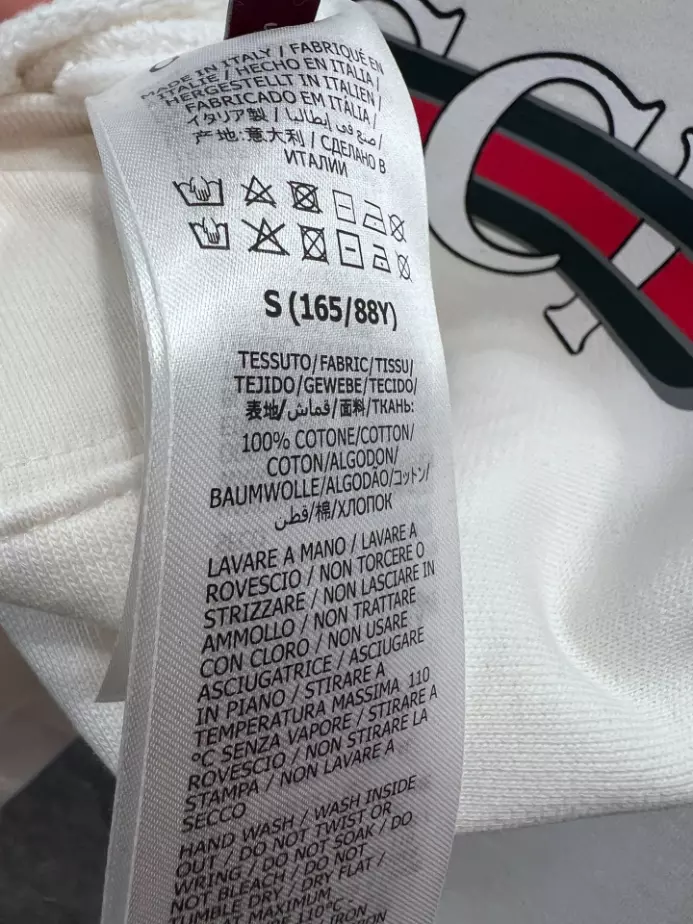 MADE IN ITALY / FABRIQUÉ EN
ITALIE / HECHO EN ITALIA /
HERGESTELLT IN ITALIEN /
FABRICADO EM ITÁLIA /
イタリア製 / صنع في إيطاليا /
产地:意大利 / СДЕЛАНО В
ИТАЛИИ
S (165/88Y)
TESSUTO/FABRIC/TISSU/
TEJIDO/GEWEBE/TECIDO/
表地/قماش/面料/ТКАНЬ:
100% COTONE/COTTON/
COTON/ALGODON/
BAUMWOLLE/ALGODÃO/コットン/
قطن/棉/ХЛОПОК
LAVARE A MANO / LAVARE A
ROVESCIO / NON TORCERE O
STRIZZARE / NON LASCIARE IN
AMMOLLO / NON TRATTARE
CON CLORO / NON USARE
ASCIUGATRICE / ASCIUGARE
IN PIANO / STIRARE A
TEMPERATURA MASSIMA 110
°C SENZA VAPORE / STIRARE A
ROVESCIO / NON STIRARE LA
STAMPA / NON LAVARE A
SECCO
HAND WASH / WASH INSIDE
OUT / DO NOT TWIST OR
WRING / DO NOT SOAK / DO
NOT BLEACH / DO NOT
TUMBLE DRY / DRY FLAT /
AT MAXIMUM
110°C / IRON